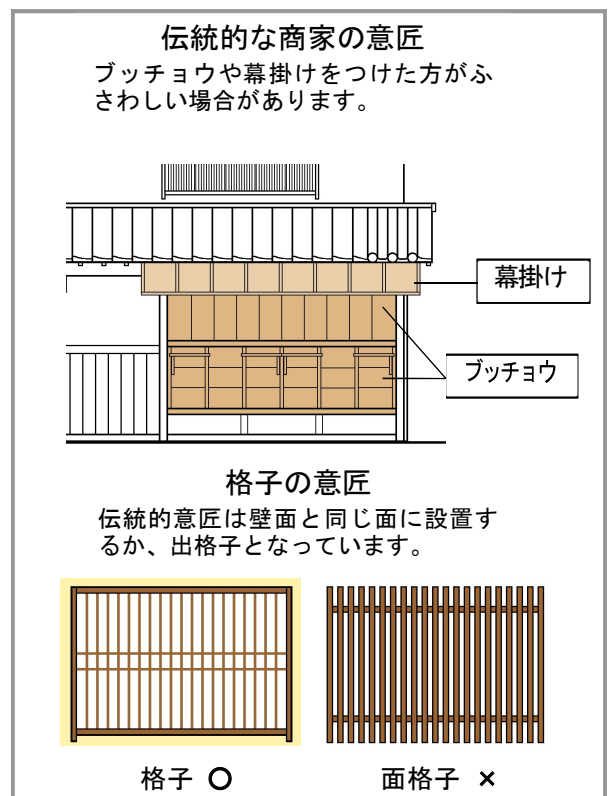 伝統的な商家の意匠
ブッチョウや幕掛けをつけた方がふ
さわしい場合があります。
幕掛け
ブッチョウ
格子の意匠
伝統的意匠は壁面と同じ面に設置す
るか、出格子となっています。
格子 ○
面格子 ×